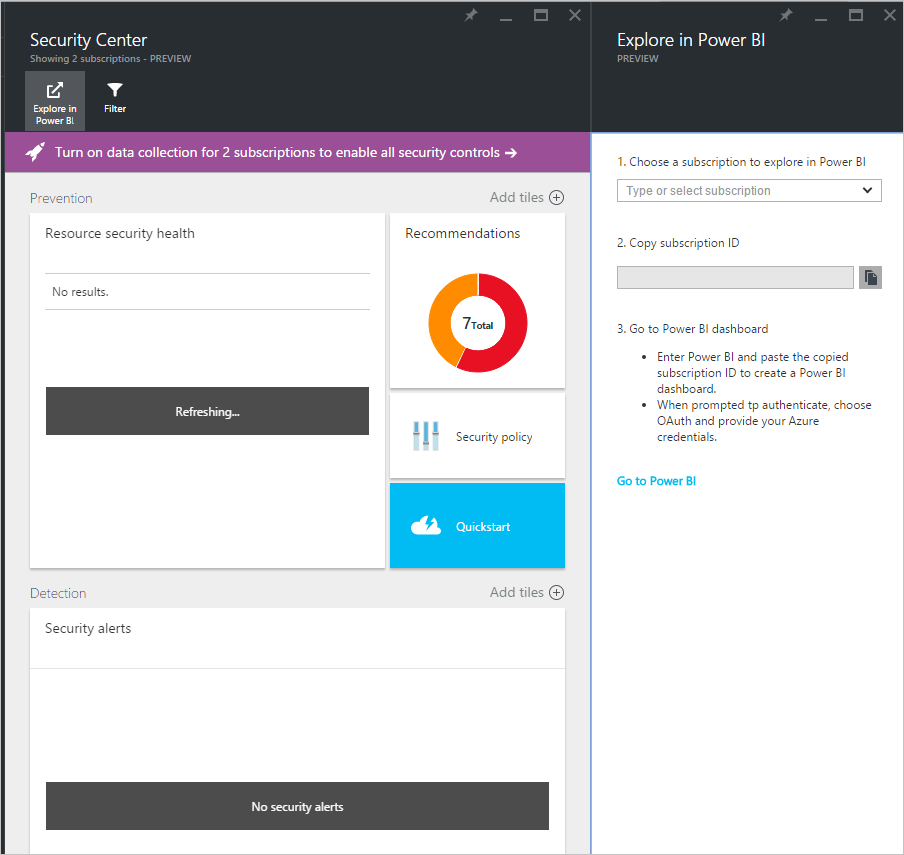 Security Center
Showing 2 subscriptions - PREVIEW
Explore in
Power BI
Filter
Turn on data collection for 2 subscriptions to enable all security controls →
Prevention
Add tiles
Resource security health
No results.
Refreshing...
Recommendations
7 Total
Security policy
Quickstart
Detection
Add tiles
Security alerts
No security alerts
Explore in Power BI
PREVIEW
1. Choose a subscription to explore in Power BI
Type or select subscription
2. Copy subscription ID
3. Go to Power BI dashboard
• Enter Power BI and paste the copied
subscription ID to create a Power BI
dashboard.
• When prompted tp authenticate, choose
OAuth and provide your Azure
credentials.
Go to Power BI